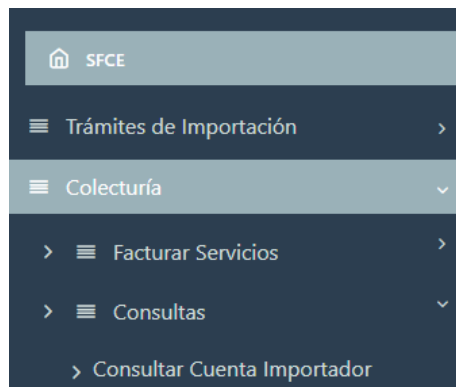 SFCE
Trámites de Importación
Colecturía
Facturar Servicios
Consultas
Consultar Cuenta Importador